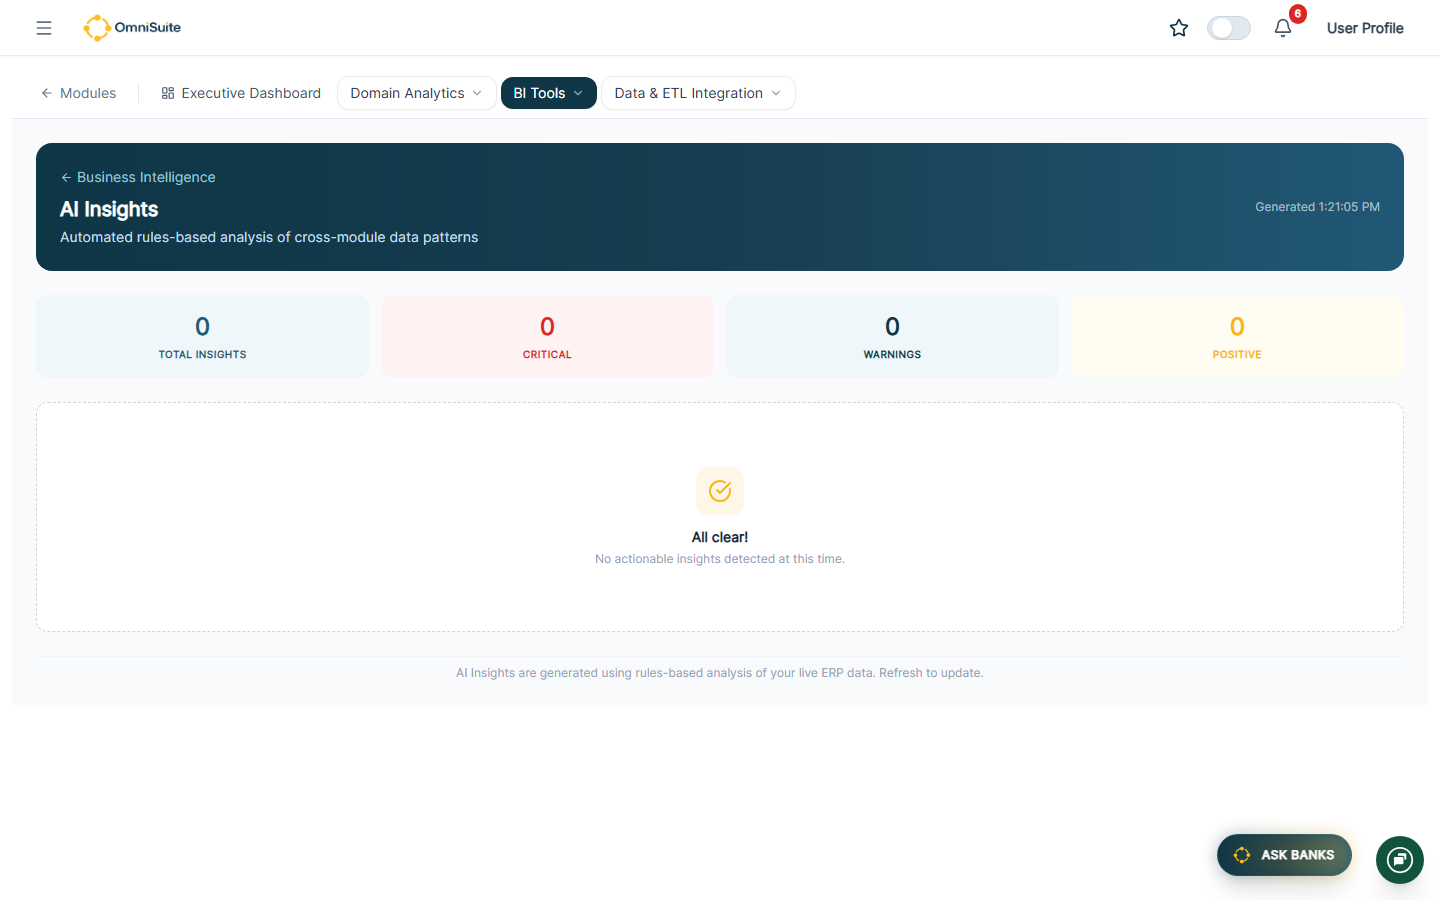 OmniSuite
6
User Profile
Modules
Executive Dashboard
Domain Analytics
BI Tools
Data & ETL Integration
Business Intelligence
AI Insights
Automated rules-based analysis of cross-module data patterns
Generated 1:21:05 PM
0
TOTAL INSIGHTS
0
CRITICAL
0
WARNINGS
0
POSITIVE
All clear!
No actionable insights detected at this time.
AI Insights are generated using rules-based analysis of your live ERP data. Refresh to update.
ASK BANKS